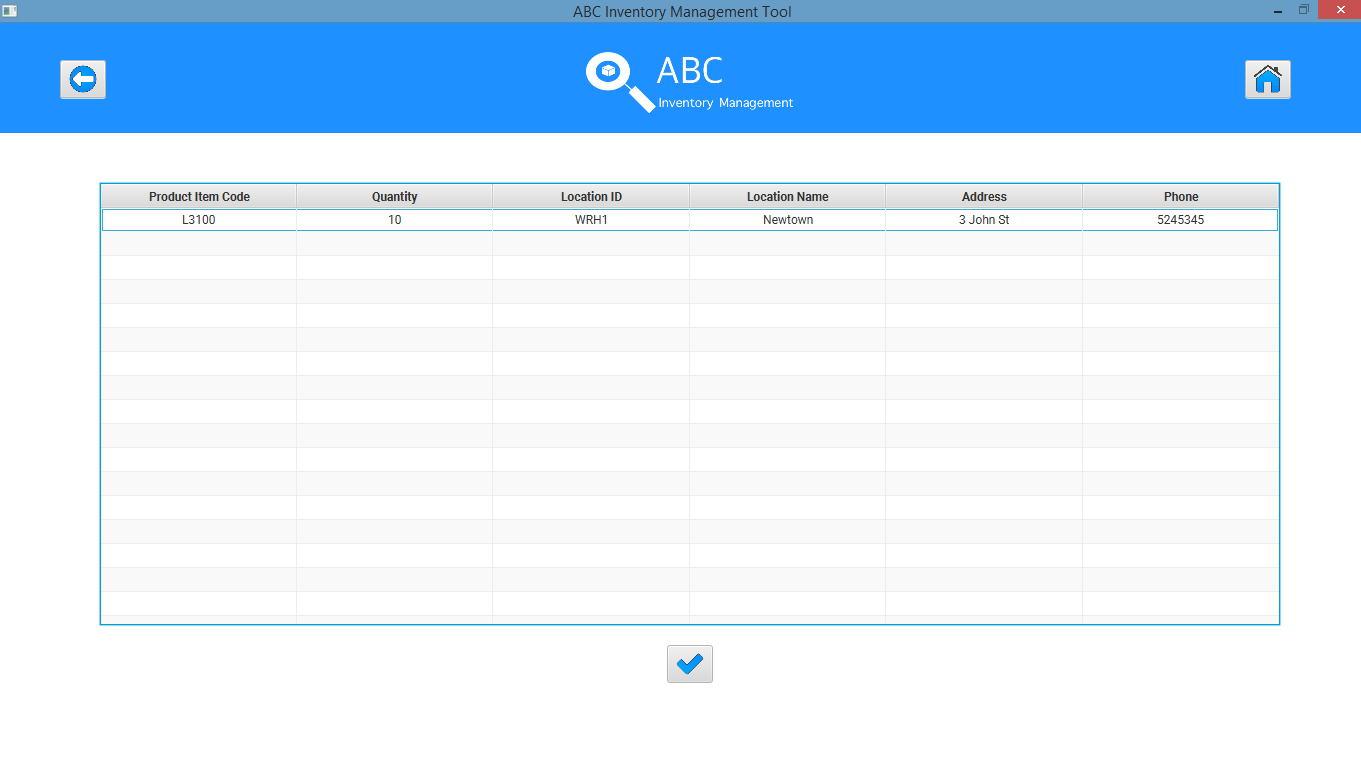 ABC Inventory Management Tool
ABC
Inventory Management
Product Item Code Quantity Location ID Location Name Address Phone
L3100 10 WRH1 Newtown 3 John St 5245345